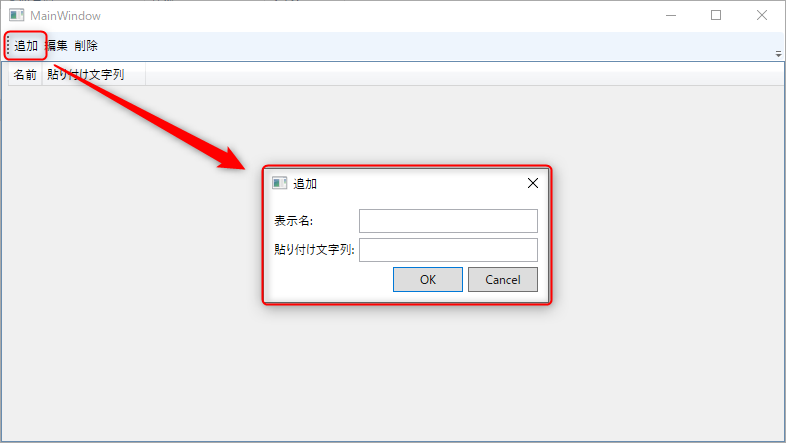 MainWindow
追加 編集 削除
名前 貼り付け文字列
追加
表示名:
貼り付け文字列:
OK Cancel